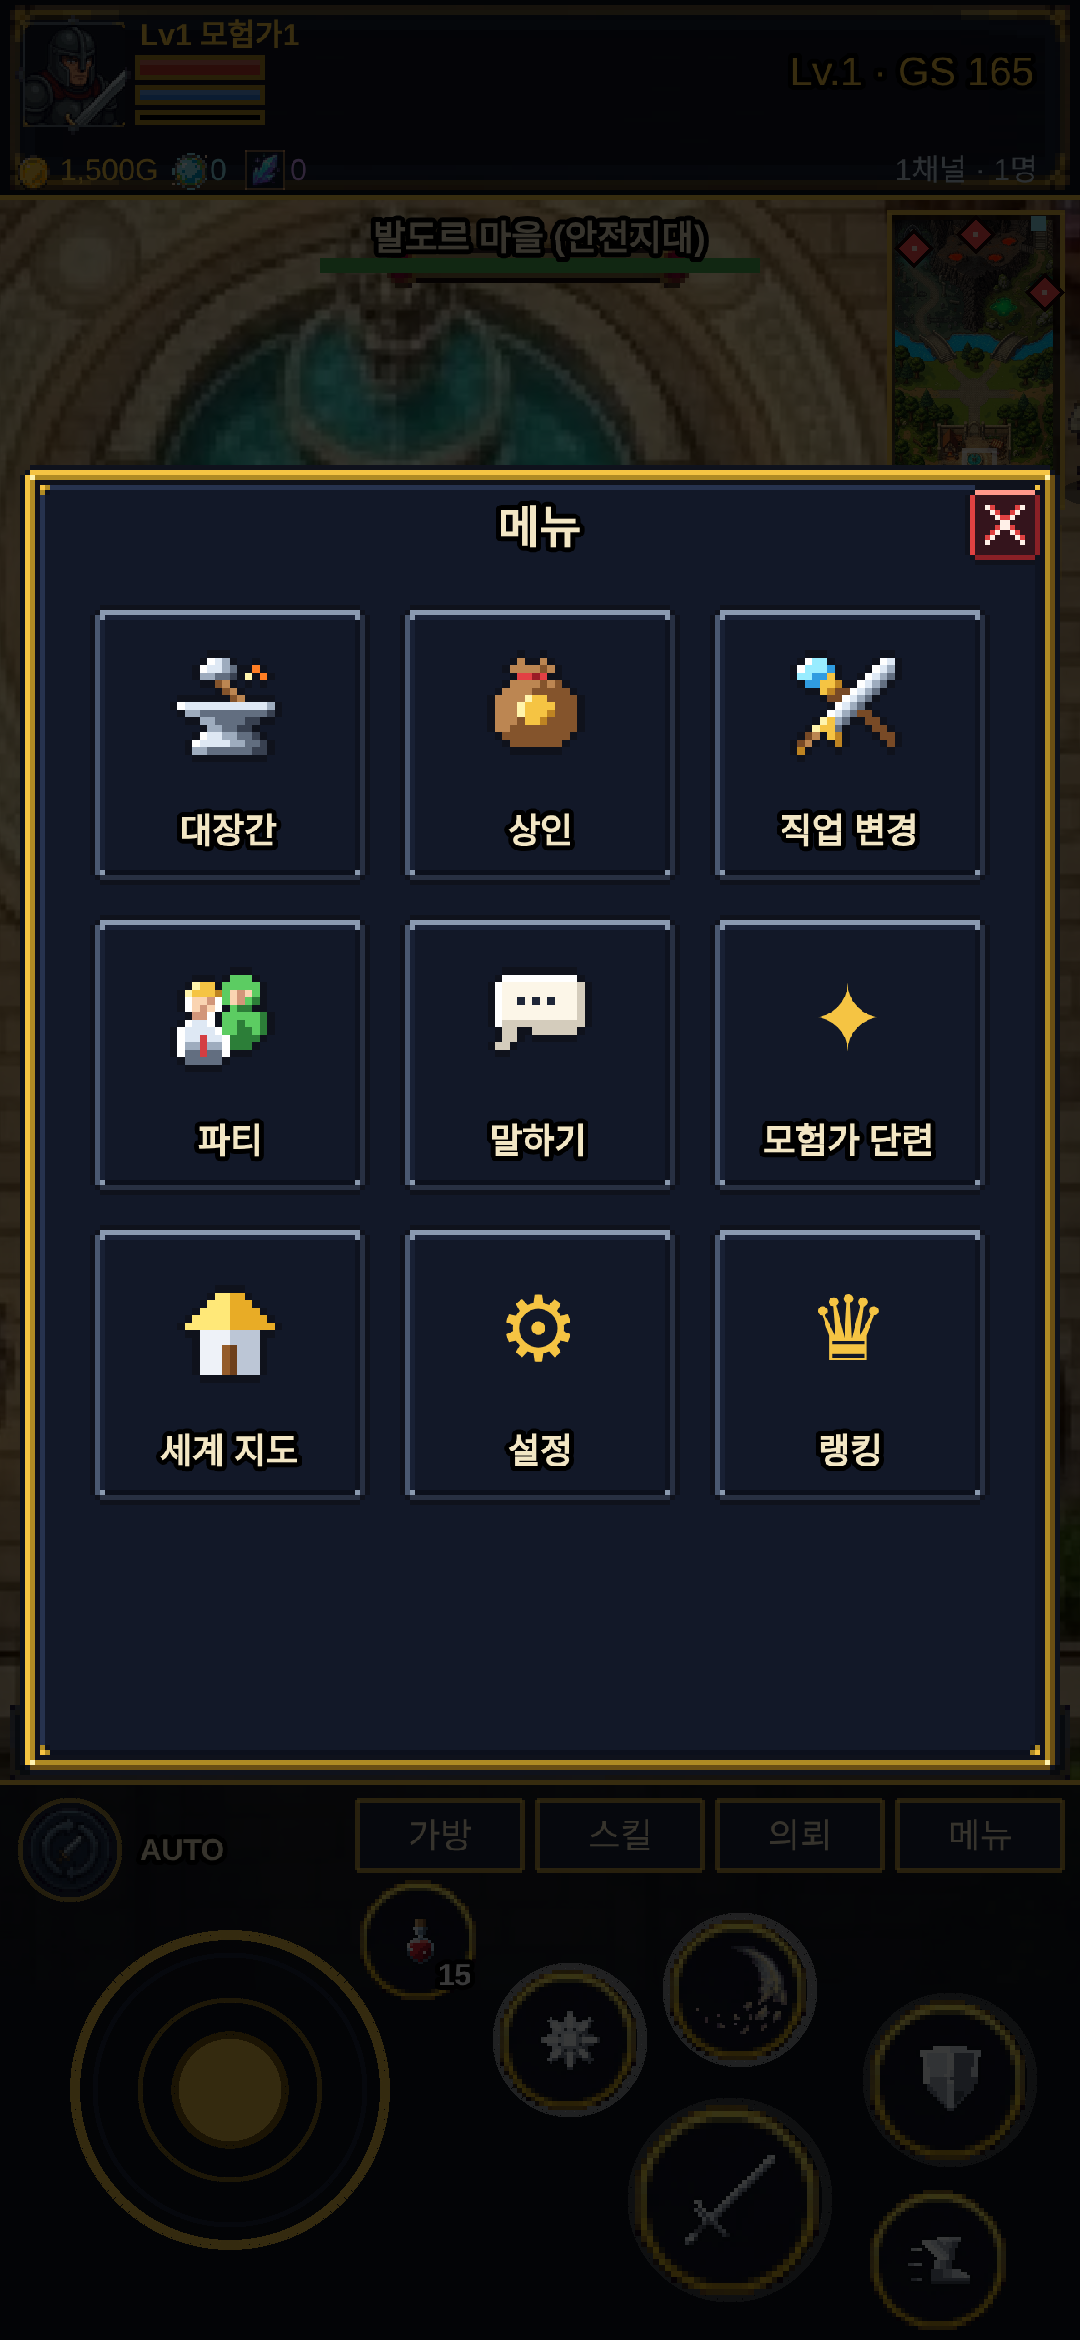 Lv1 모험가1
Lv.1 · GS 165
1,500G 0 0
1채널 · 1명
발도르 마을 (안전지대)
메뉴
대장간
상인
직업 변경
파티
말하기
모험가 단련
세계 지도
설정
랭킹
AUTO
가방
스킬
의뢰
메뉴
15